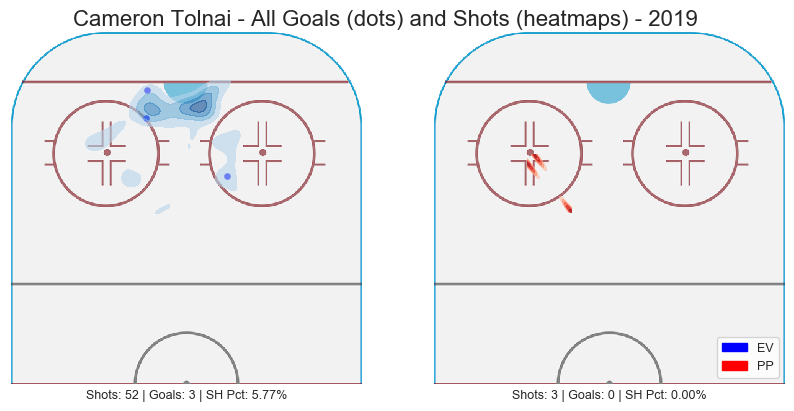 Cameron Tolnai - All Goals (dots) and Shots (heatmaps) - 2019
EV
PP
Shots: 52 | Goals: 3 | SH Pct: 5.77%
Shots: 3 | Goals: 0 | SH Pct: 0.00%